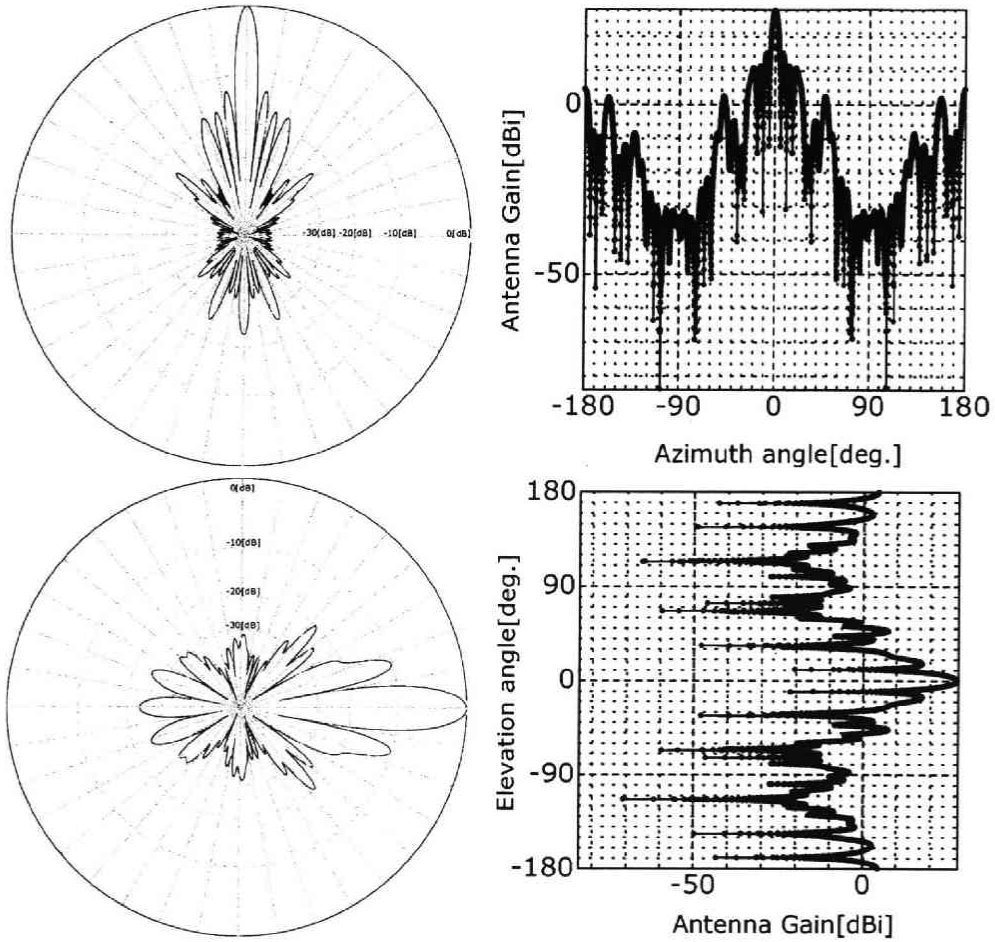 -30[dB] -20[dB] -10[dB] 0[dB]
Antenna Gain[dBi]
0
-50
-180 -90 0 90 180
Azimuth angle[deg.]
0[dB]
-10[dB]
-20[dB]
-30[dB]
Elevation angle[deg.]
180
90
0
-90
-180
-50 0
Antenna Gain[dBi]